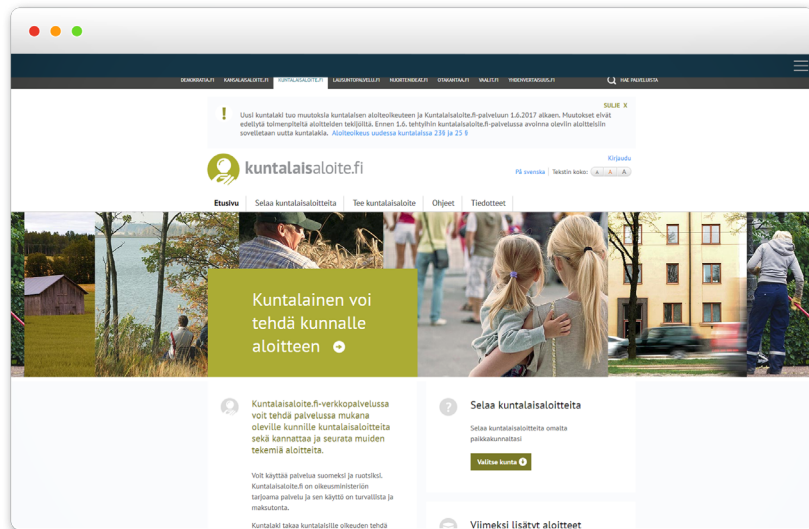 DEMOKRATIA.FI KANSALAISALOITE.FI KUNTALAISALOITE.FI LAUSUNTOPALVELU.FI NUORTENIDEAT.FI OTAKANTAA.FI VAALIT.FI YHDENVERTAISUUS.FI HAE PALVELUISTA
SULJE X
! Uusi kuntalaki tuo muutoksia kuntalaisen aloiteoikeuteen ja Kuntalaisaloite.fi-palveluun 1.6.2017 alkaen. Muutokset eivät
edellytä toimenpiteitä aloitteiden tekijöiltä. Ennen 1.6. tehtyihin kuntalaisaloite.fi-palvelussa avoinna oleviin aloitteisiin
sovelletaan uutta kuntalakia. Aloiteoikeus uudessa kuntalaissa 23§ ja 25 §
Kirjaudu
kuntalaisaloite.fi
På svenska Tekstin koko: A A A
Etusivu Selaa kuntalaisaloitteita Tee kuntalaisaloite Ohjeet Tiedotteet
Kuntalainen voi
tehdä kunnalle
aloitteen
Kuntalaisaloite.fi-verkkopalvelussa
voit tehdä palvelussa mukana
oleville kunnille kuntalaisaloitteita
sekä kannattaa ja seurata muiden
tekemiä aloitteita.
Voit käyttää palvelua suomeksi ja ruotsiksi.
Kuntalaisaloite.fi on oikeusministeriön
tarjoama palvelu ja sen käyttö on turvallista ja
maksutonta.
Kuntalaki takaa kuntalaisille oikeuden tehdä
? Selaa kuntalaisaloitteita
Selaa kuntalaisaloitteita omalta
paikkakunnaltasi
Valitse kunta
Viimeksi lisätyt aloitteet